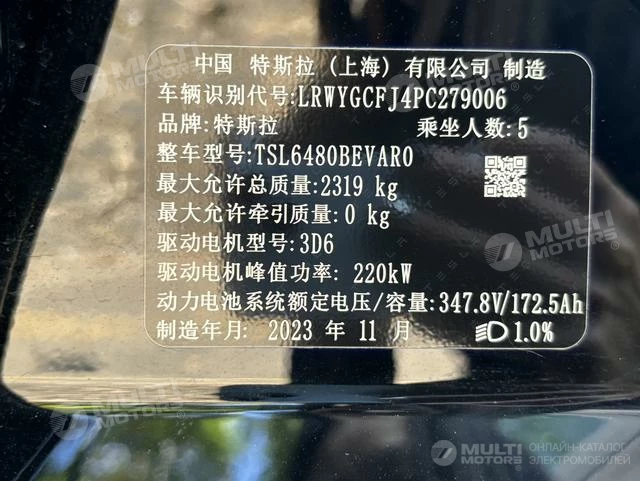 中国 特斯拉 (上海) 有限公司 制造
车辆识别代号:LRWYGCFJ4PC279006
品牌:特斯拉 乘坐人数:5
整车型号:TSL6480BEVAR0
最大允许总质量:2319 kg
最大允许牵引质量:0 kg
驱动电机型号:3D6
驱动电机峰值功率: 220kW
动力电池系统额定电压/容量:347.8V/172.5Ah
制造年月: 2023 年 11 月 1.0%
MULTI MOTORS
MULTI MOTORS
MULTI MOTORS
MULTI MOTORS ОНЛАЙН-КАТАЛОГ ЭЛЕКТРОМОБИЛЕЙ